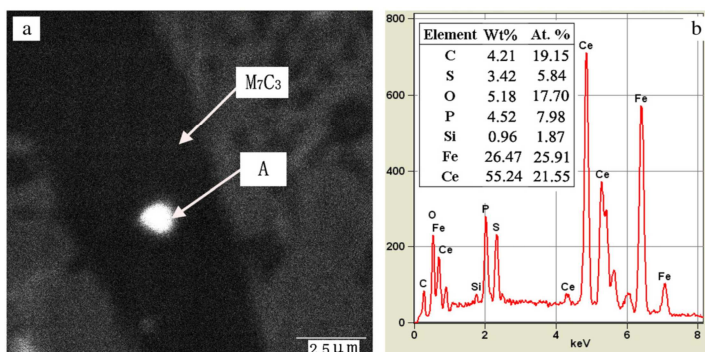 a
M₇C₃
A
2.5μm
b
Element Wt% At. %
C 4.21 19.15
S 3.42 5.84
O 5.18 17.70
P 4.52 7.98
Si 0.96 1.87
Fe 26.47 25.91
Ce 55.24 21.55
800
600
400
200
0
C
O
Fe
Ce
Si
P
S
Ce
Ce
Ce
Fe
Fe
0 2 4 6 8
keV